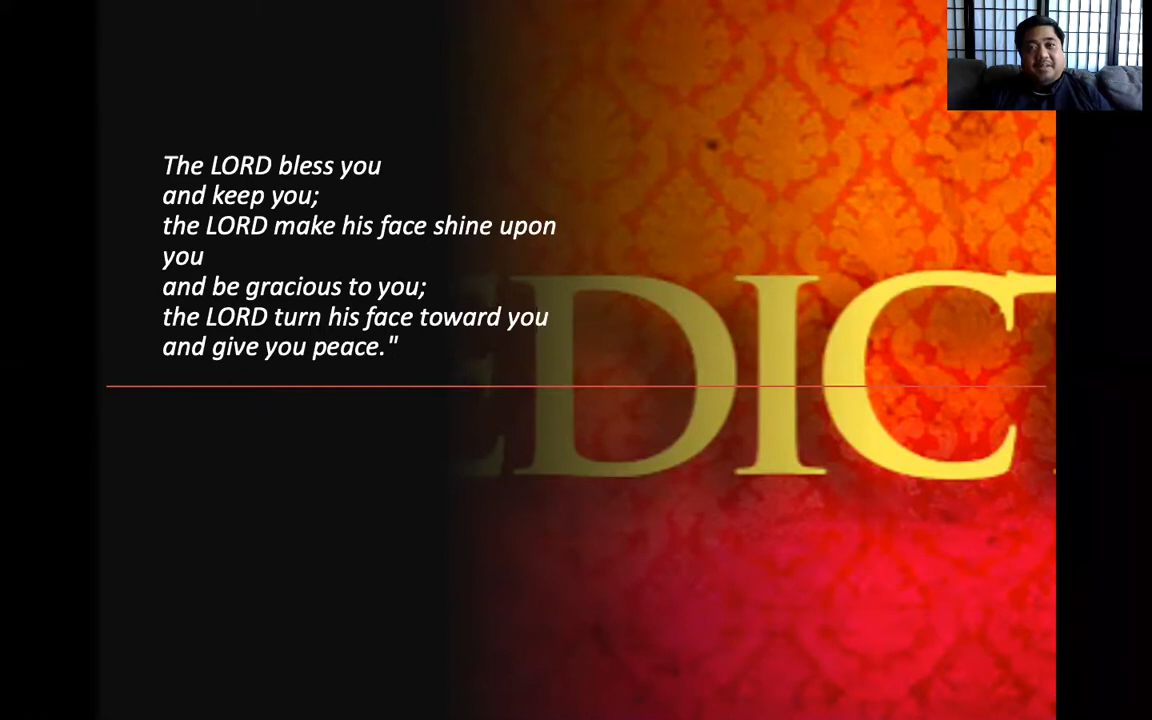 The LORD bless you
and keep you;
the LORD make his face shine upon
you
and be gracious to you;
the LORD turn his face toward you
and give you peace."
EDICT